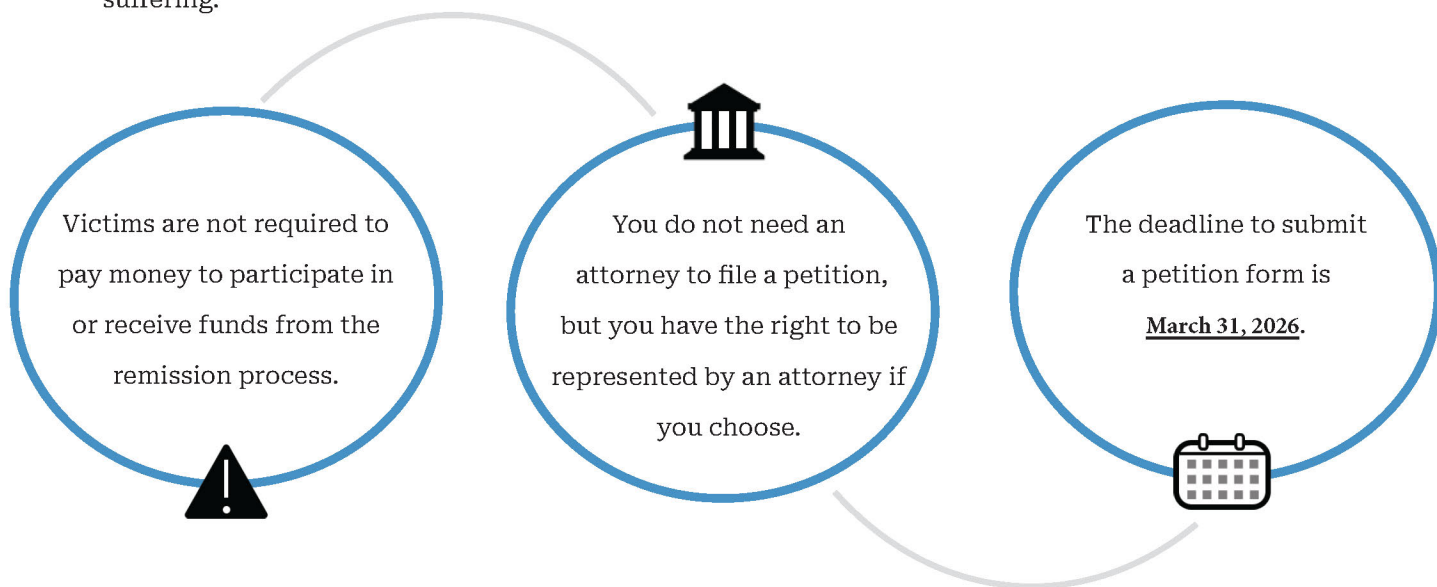 suffering.
Victims are not required to
pay money to participate in
or receive funds from the
remission process.
You do not need an
attorney to file a petition,
but you have the right to be
represented by an attorney if
you choose.
The deadline to submit
a petition form is
March 31, 2026.